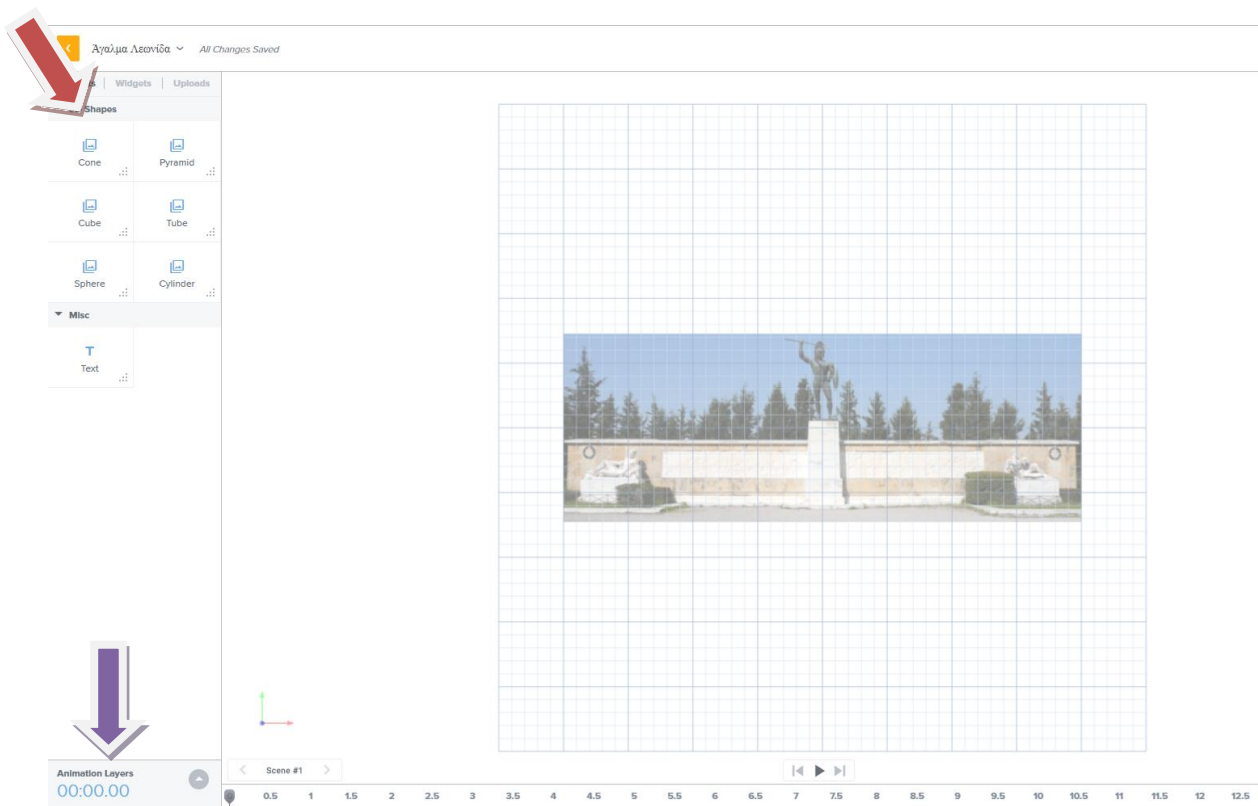 Άγαλμα Λεωνίδα All Changes Saved
Widgets Uploads
Shapes
Cone Pyramid
Cube Tube
Sphere Cylinder
Misc
T
Text
Animation Layers
00:00.00
Scene #1
0 0.5 1 1.5 2 2.5 3 3.5 4 4.5 5 5.5 6 6.5 7 7.5 8 8.5 9 9.5 10 10.5 11 11.5 12 12.5